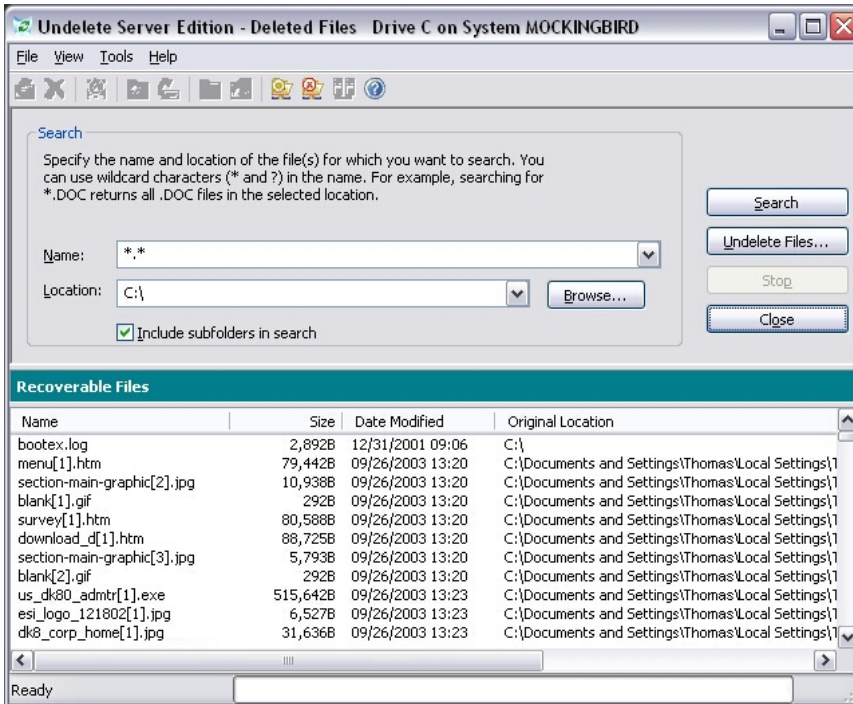 Undelete Server Edition - Deleted Files   Drive C on System MOCKINGBIRD
File View Tools Help
Search
Specify the name and location of the file(s) for which you want to search. You
can use wildcard characters (* and ?) in the name. For example, searching for
*.DOC returns all .DOC files in the selected location.
Name: *.*
Location: C:\ Browse...
Include subfolders in search
Search
Undelete Files...
Stop
Close
Recoverable Files
Name Size Date Modified Original Location
bootex.log 2,892B 12/31/2001 09:06 C:\
menu[1].htm 79,442B 09/26/2003 13:20 C:\Documents and Settings\Thomas\Local Settings\T
section-main-graphic[2].jpg 10,938B 09/26/2003 13:20 C:\Documents and Settings\Thomas\Local Settings\T
blank[1].gif 292B 09/26/2003 13:20 C:\Documents and Settings\Thomas\Local Settings\T
survey[1].htm 80,588B 09/26/2003 13:20 C:\Documents and Settings\Thomas\Local Settings\T
download_d[1].htm 88,725B 09/26/2003 13:20 C:\Documents and Settings\Thomas\Local Settings\T
section-main-graphic[3].jpg 5,793B 09/26/2003 13:20 C:\Documents and Settings\Thomas\Local Settings\T
blank[2].gif 292B 09/26/2003 13:20 C:\Documents and Settings\Thomas\Local Settings\T
us_dk80_admtr[1].exe 515,642B 09/26/2003 13:23 C:\Documents and Settings\Thomas\Local Settings\T
esi_logo_121802[1].jpg 6,527B 09/26/2003 13:23 C:\Documents and Settings\Thomas\Local Settings\T
dk8_corp_home[1].jpg 31,636B 09/26/2003 13:23 C:\Documents and Settings\Thomas\Local Settings\T
Ready